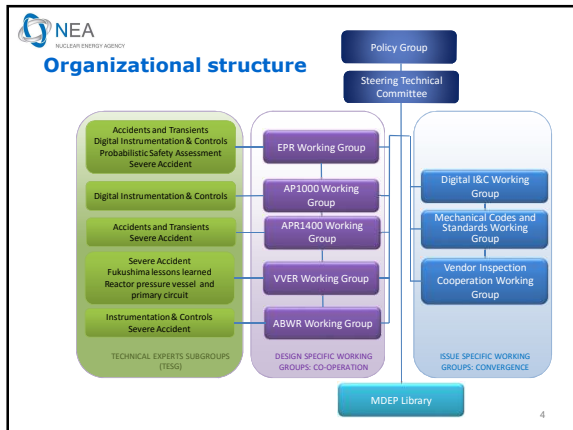 NEA
NUCLEAR ENERGY AGENCY
Organizational structure
Policy Group
Steering Technical
Committee
Accidents and Transients
Digital Instrumentation & Controls
Probabilistic Safety Assessment
Severe Accident
Digital Instrumentation & Controls
Accidents and Transients
Severe Accident
Severe Accident
Fukushima lessons learned
Reactor pressure vessel and
primary circuit
Instrumentation & Controls
Severe Accident
TECHNICAL EXPERTS SUBGROUPS
(TESG)
EPR Working Group
AP1000 Working
Group
APR1400 Working
Group
VVER Working Group
ABWR Working Group
DESIGN SPECIFIC WORKING
GROUPS: CO-OPERATION
Digital I&C Working
Group
Mechanical Codes and
Standards Working
Group
Vendor Inspection
Cooperation Working
Group
ISSUE SPECIFIC WORKING
GROUPS: CONVERGENCE
MDEP Library
4